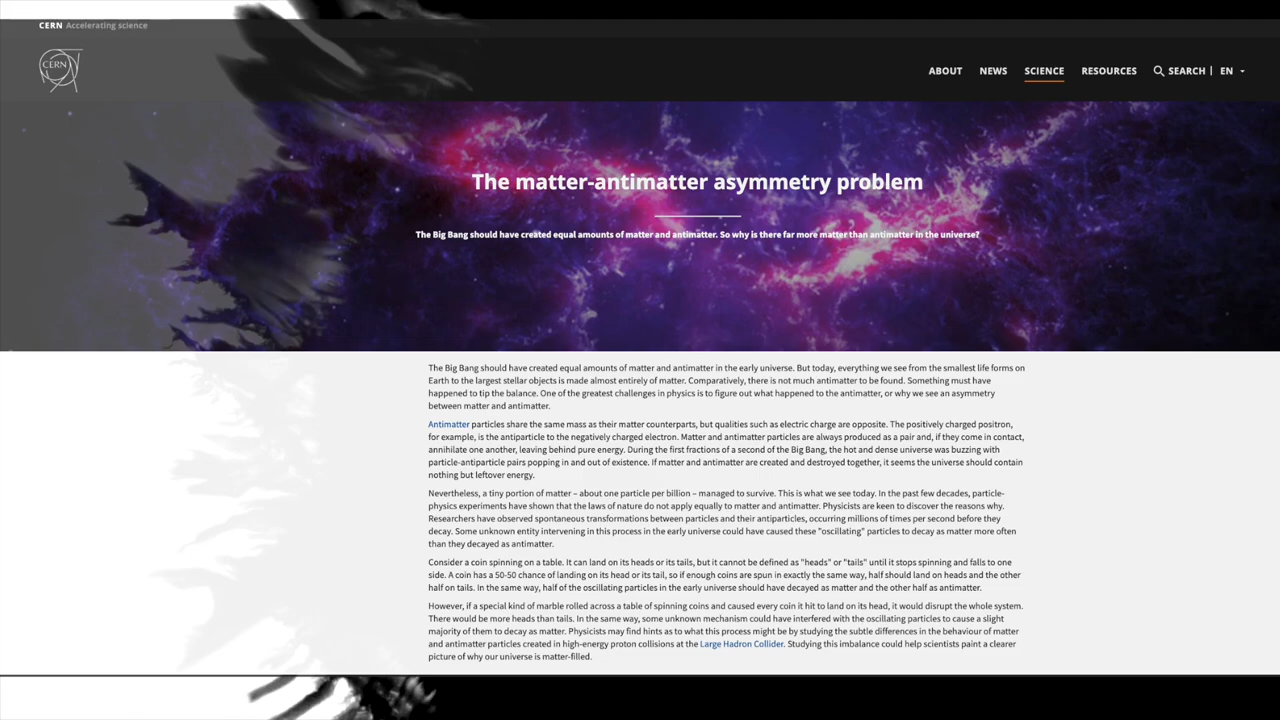 CERN Accelerating science
CERN
ABOUT NEWS SCIENCE RESOURCES SEARCH | EN
The matter-antimatter asymmetry problem
The Big Bang should have created equal amounts of matter and antimatter. So why is there far more matter than antimatter in the universe?
The Big Bang should have created equal amounts of matter and antimatter in the early universe. But today, everything we see from the smallest life forms on
Earth to the largest stellar objects is made almost entirely of matter. Comparatively, there is not much antimatter to be found. Something must have
happened to tip the balance. One of the greatest challenges in physics is to figure out what happened to the antimatter, or why we see an asymmetry
between matter and antimatter.
Antimatter particles share the same mass as their matter counterparts, but qualities such as electric charge are opposite. The positively charged positron,
for example, is the antiparticle to the negatively charged electron. Matter and antimatter particles are always produced as a pair and, if they come in contact,
annihilate one another, leaving behind pure energy. During the first fractions of a second of the Big Bang, the hot and dense universe was buzzing with
particle-antiparticle pairs popping in and out of existence. If matter and antimatter are created and destroyed together, it seems the universe should contain
nothing but leftover energy.
Nevertheless, a tiny portion of matter – about one particle per billion – managed to survive. This is what we see today. In the past few decades, particle-
physics experiments have shown that the laws of nature do not apply equally to matter and antimatter. Physicists are keen to discover the reasons why.
Researchers have observed spontaneous transformations between particles and their antiparticles, occurring millions of times per second before they
decay. Some unknown entity intervening in this process in the early universe could have caused these "oscillating" particles to decay as matter more often
than they decayed as antimatter.
Consider a coin spinning on a table. It can land on its heads or its tails, but it cannot be defined as "heads" or "tails" until it stops spinning and falls to one
side. A coin has a 50-50 chance of landing on its head or its tail, so if enough coins are spun in exactly the same way, half should land on heads and the other
half on tails. In the same way, half of the oscillating particles in the early universe should have decayed as matter and the other half as antimatter.
However, if a special kind of marble rolled across a table of spinning coins and caused every coin it hit to land on its head, it would disrupt the whole system.
There would be more heads than tails. In the same way, some unknown mechanism could have interfered with the oscillating particles to cause a slight
majority of them to decay as matter. Physicists may find hints as to what this process might be by studying the subtle differences in the behaviour of matter
and antimatter particles created in high-energy proton collisions at the Large Hadron Collider. Studying this imbalance could help scientists paint a clearer
picture of why our universe is matter-filled.